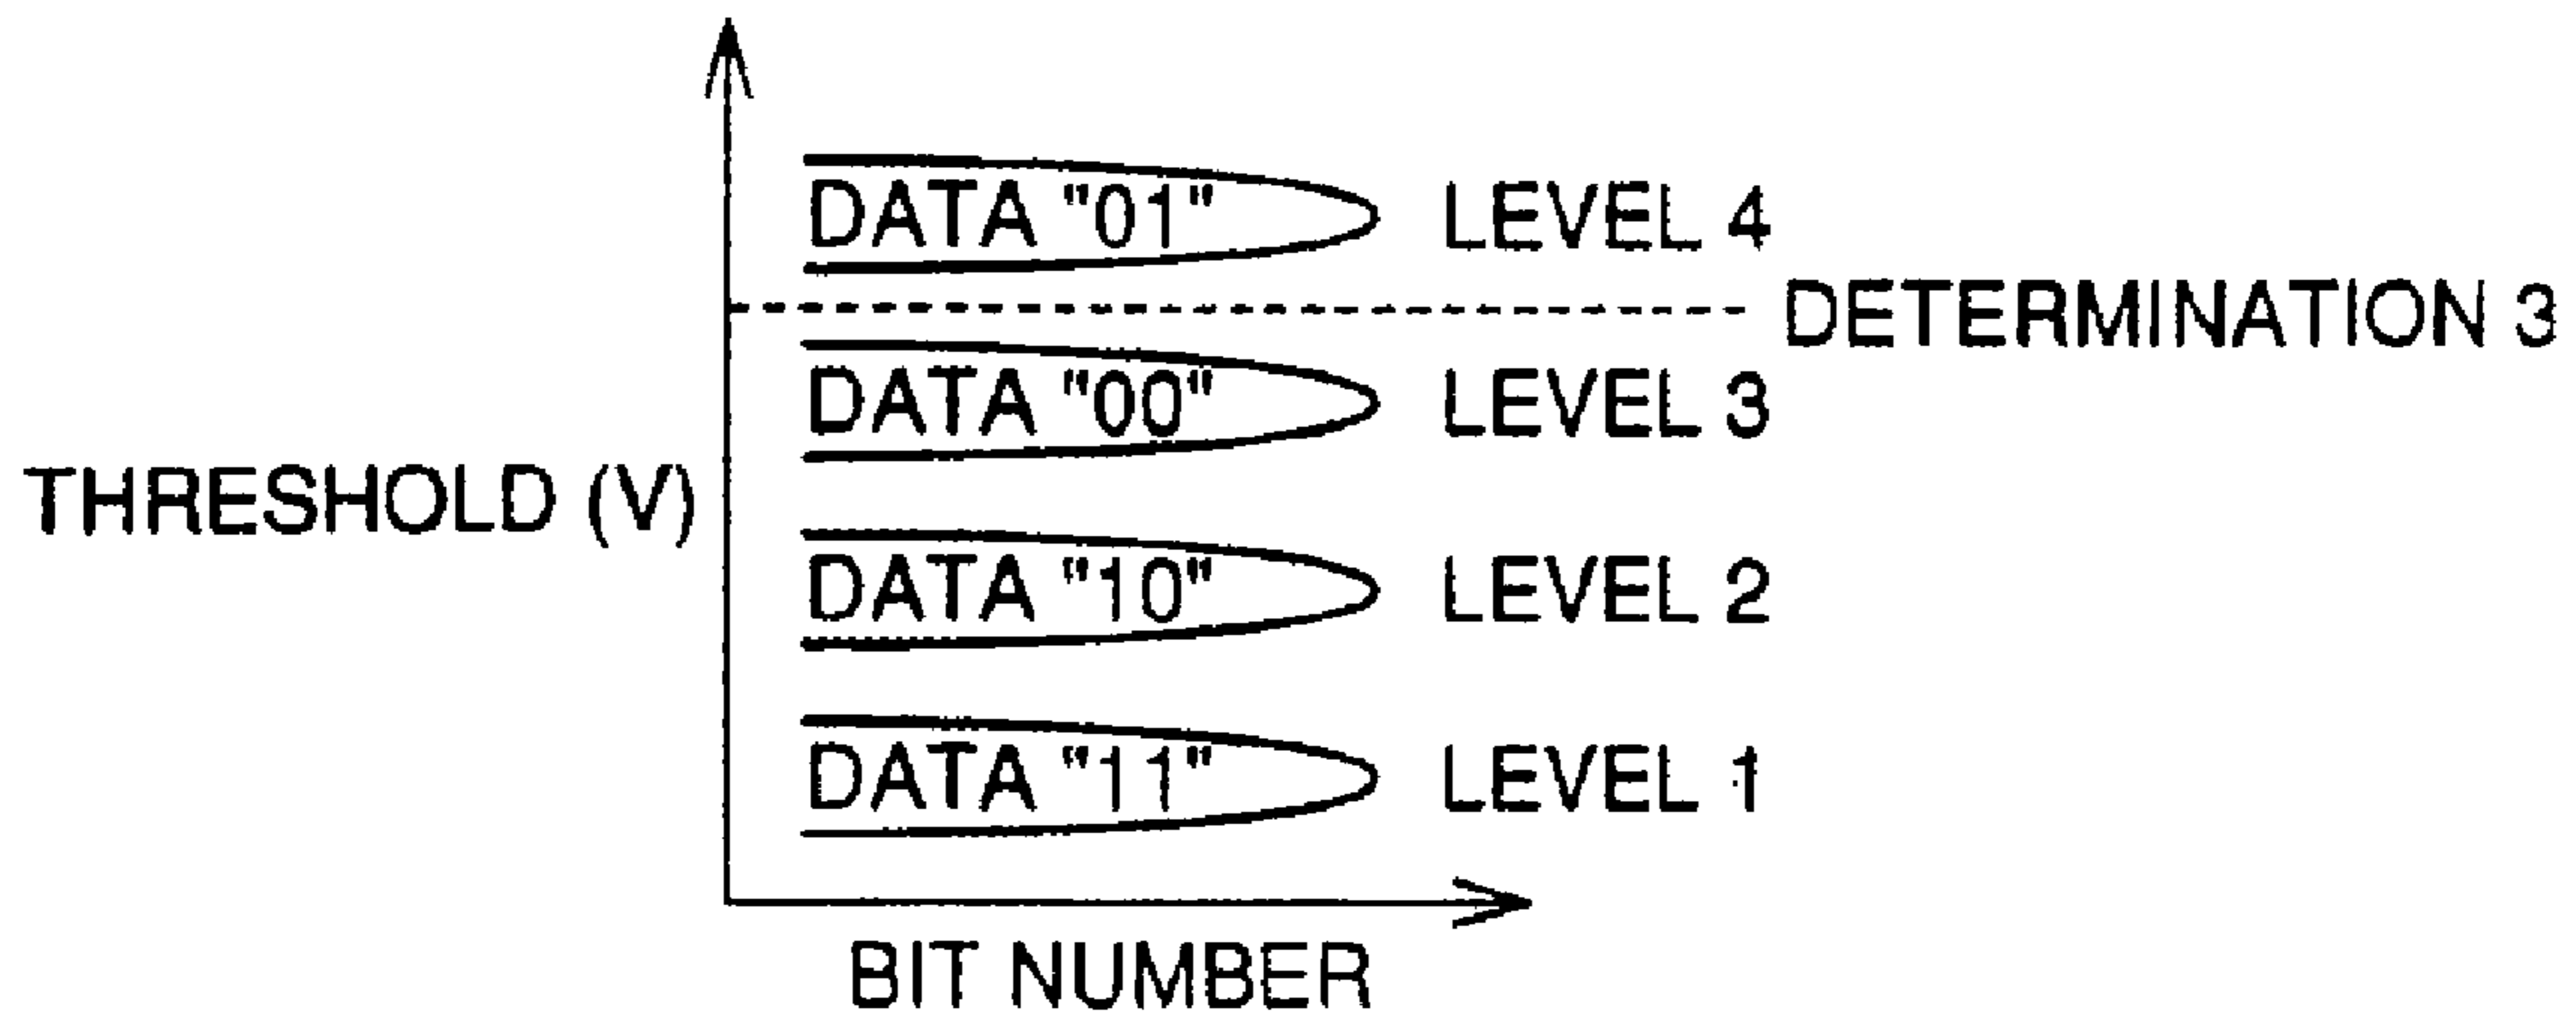 DATA "01" LEVEL 4
DETERMINATION 3
DATA "00" LEVEL 3
THRESHOLD (V)
DATA "10" LEVEL 2
DATA "11" LEVEL 1
BIT NUMBER